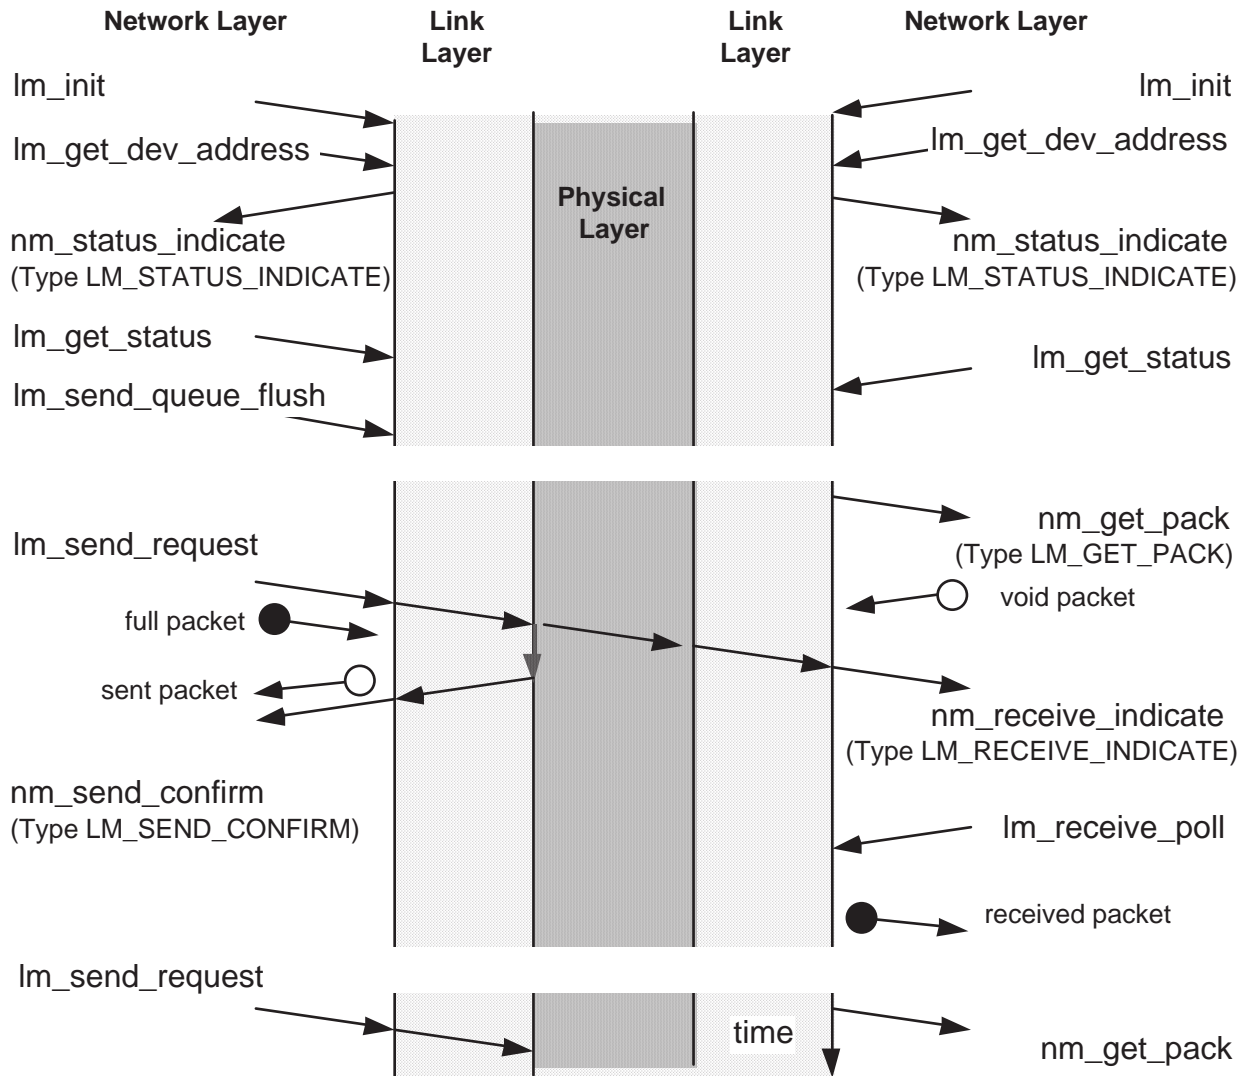 Network Layer
Link
Layer
Link
Layer
Network Layer
lm_init
lm_init
lm_get_dev_address
lm_get_dev_address
Physical
Layer
nm_status_indicate
(Type LM_STATUS_INDICATE)
nm_status_indicate
(Type LM_STATUS_INDICATE)
lm_get_status
lm_get_status
lm_send_queue_flush
nm_get_pack
(Type LM_GET_PACK)
lm_send_request
void packet
full packet
sent packet
nm_receive_indicate
(Type LM_RECEIVE_INDICATE)
nm_send_confirm
(Type LM_SEND_CONFIRM)
lm_receive_poll
received packet
lm_send_request
time
nm_get_pack